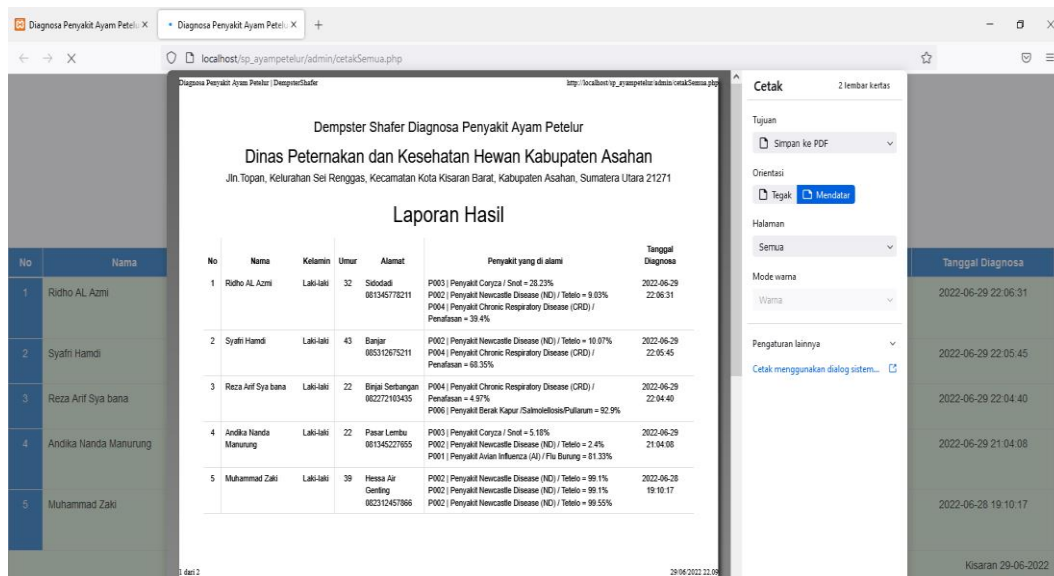 Diagnosa Penyakit Ayam Petelu X
Diagnosa Penyakit Ayam Petelu X
localhost/sp_ayampetelur/admin/cetakSemua.php
Diagnosa Penyakit Ayam Petelur | DempsterShafer
http://localhost/sp_ayampetelur/admin/cetakSemua.php
Dempster Shafer Diagnosa Penyakit Ayam Petelur
Dinas Peternakan dan Kesehatan Hewan Kabupaten Asahan
Jln.Topan, Kelurahan Sei Renggas, Kecamatan Kota Kisaran Barat, Kabupaten Asahan, Sumatera Utara 21271
Laporan Hasil
No Nama Kelamin Umur Alamat Penyakit yang di alami Tanggal Diagnosa
1 Ridho AL Azmi Laki-laki 32 Sidodadi P003 | Penyakit Coryza / Snot = 28.23% 2022-06-29
081345778211 P002 | Penyakit Newcastle Disease (ND) / Tetelo = 9.03% 22:06:31
P004 | Penyakit Chronic Respiratory Disease (CRD) /
Penafasan = 39.4%
2 Syafri Hamdi Laki-laki 43 Banjar P002 | Penyakit Newcastle Disease (ND) / Tetelo = 10.07% 2022-06-29
085312675211 P004 | Penyakit Chronic Respiratory Disease (CRD) / 22:05:45
Penafasan = 68.35%
3 Reza Arif Sya bana Laki-laki 22 Binjai Serbangan P004 | Penyakit Chronic Respiratory Disease (CRD) / 2022-06-29
082272103435 Penafasan = 4.97% 22:04:40
P006 | Penyakit Berak Kapur /Salmolellosis/Pullarum = 92.9%
4 Andika Nanda Laki-laki 22 Pasar Lembu P003 | Penyakit Coryza / Snot = 5.18% 2022-06-29
Manurung 081345227655 P002 | Penyakit Newcastle Disease (ND) / Tetelo = 2.4% 21:04:08
P001 | Penyakit Avian Influenza (AI) / Flu Burung = 81.33%
5 Muhammad Zaki Laki-laki 39 Hessa Air P002 | Penyakit Newcastle Disease (ND) / Tetelo = 99.1% 2022-06-28
Genting P002 | Penyakit Newcastle Disease (ND) / Tetelo = 99.1% 19:10:17
082312457866 P002 | Penyakit Newcastle Disease (ND) / Tetelo = 99.55%
1 dari 2
29/06/2022 22.09
Cetak 2 lembar kertas
Tujuan
Simpan ke PDF
Orientasi
Tegak Mendatar
Halaman
Semua
Mode warna
Warna
Pengaturan lainnya
Cetak menggunakan dialog sistem...
No Nama Tanggal Diagnosa
1 Ridho AL Azmi 2022-06-29 22:06:31
2 Syafri Hamdi 2022-06-29 22:05:45
3 Reza Arif Sya bana 2022-06-29 22:04:40
4 Andika Nanda Manurung 2022-06-29 21:04:08
5 Muhammad Zaki 2022-06-28 19:10:17
Kisaran 29-06-2022